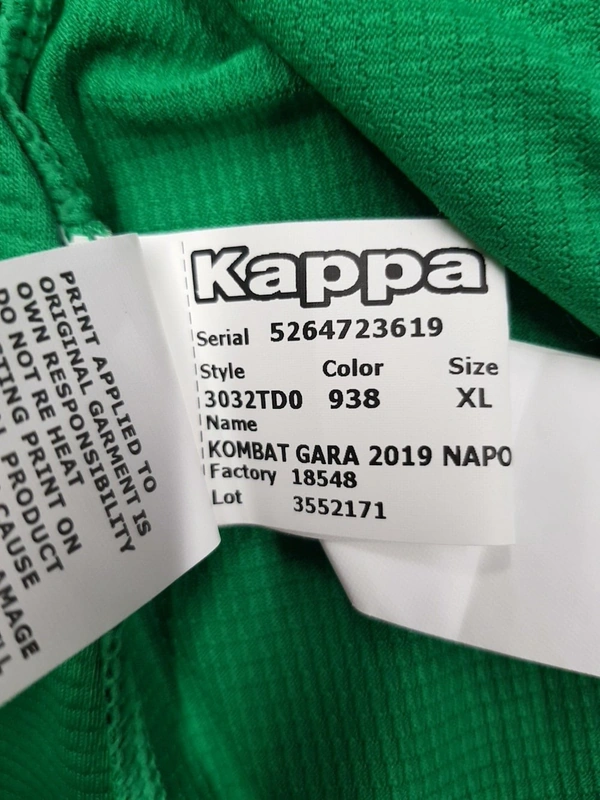 Kappa
Serial 5264723619
Style Color Size
3032TD0 938 XL
Name
KOMBAT GARA 2019 NAPO
Factory 18548
Lot 3552171
PRINT APPLIED TO
ORIGINAL GARMENT IS
OWN RESPONSIBILITY
DO NOT RE HEAT
PRINT ON
PRODUCT
CAUSE